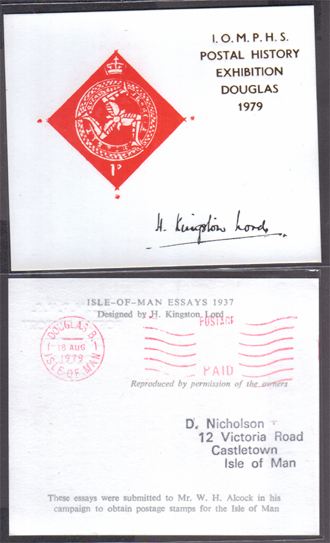 I.O.M.P.H.S.
POSTAL HISTORY
EXHIBITION
DOUGLAS
1979
1D
H. Kingston Lord
ISLE-OF-MAN ESSAYS 1937
Designed by H. Kingston Lord
DOUGLAS B.
18 AUG
1979
ISLE OF MAN
POSTAGE
PAID
Reproduced by permission of the owners
D. Nicholson
12 Victoria Road
Castletown
Isle of Man
These essays were submitted to Mr. W. H. Alcock in his
campaign to obtain postage stamps for the Isle of Man